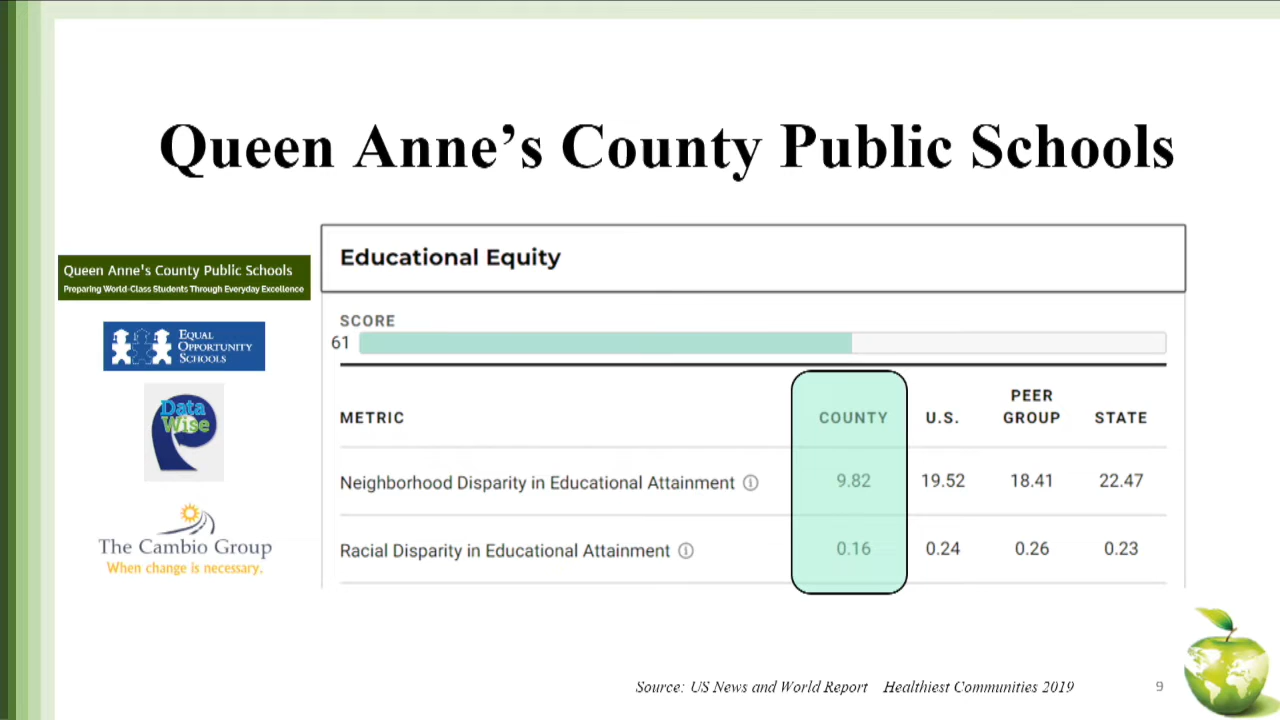 Queen Anne’s County Public Schools
Queen Anne's County Public Schools
Preparing World-Class Students Through Everyday Excellence
EQUAL
OPPORTUNITY
SCHOOLS
Data
Wise
The Cambio Group
When change is necessary.
Educational Equity
SCORE
61
METRIC COUNTY U.S. PEER GROUP STATE
Neighborhood Disparity in Educational Attainment 9.82 19.52 18.41 22.47
Racial Disparity in Educational Attainment 0.16 0.24 0.26 0.23
Source: US News and World Report Healthiest Communities 2019
9